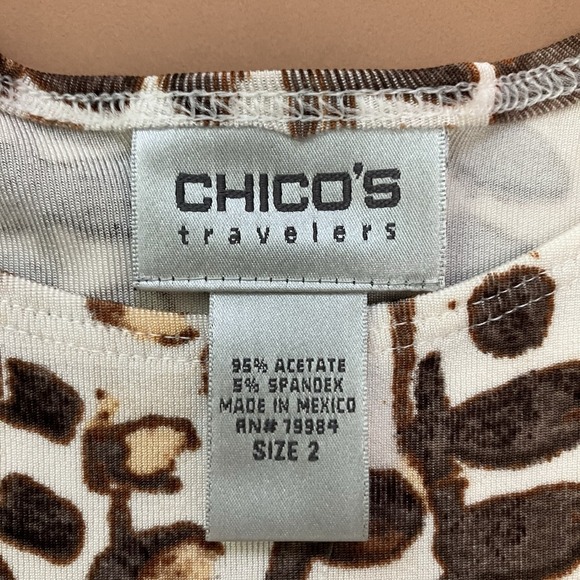 CHICO'S
travelers
95% ACETATE
5% SPANDEX
MADE IN MEXICO
RN# 79984
SIZE 2